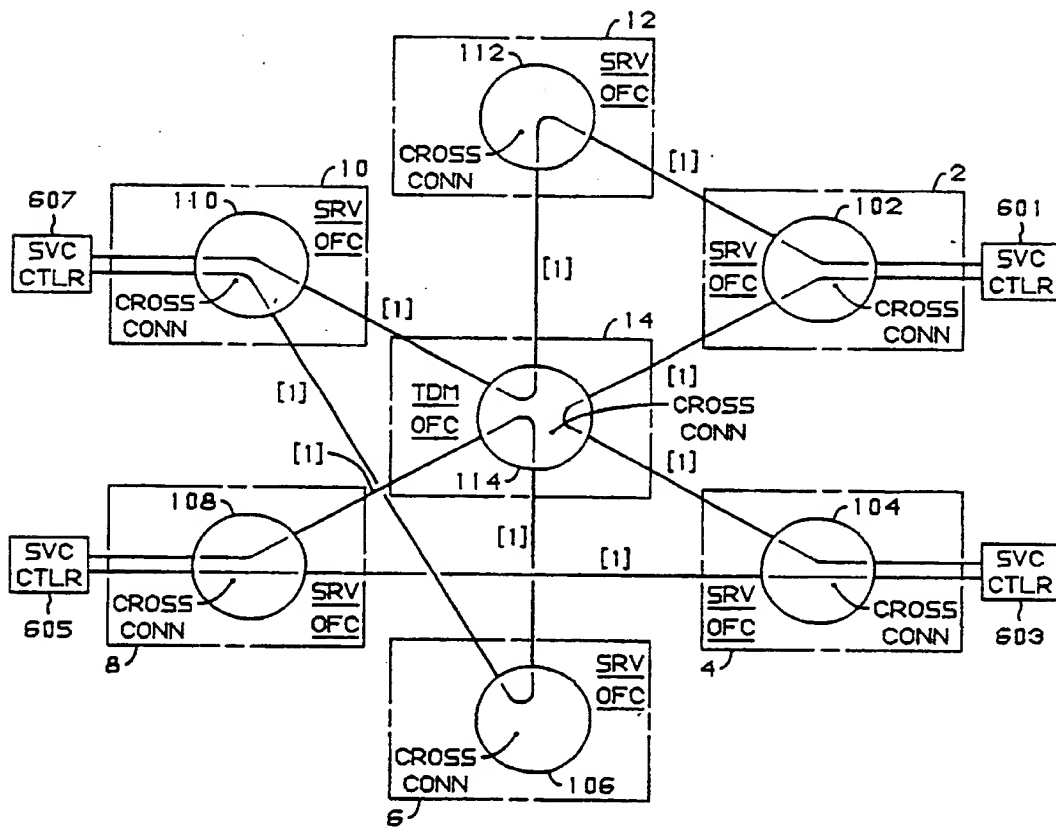 12
112
SRV
OFC
CROSS
CONN
[1]
10
110
SRV
OFC
607
SVC
CTLR
CROSS
CONN
2
102
601
SVC
CTLR
SRV
OFC
CROSS
CONN
[1]
[1]
14
[1]
[1]
TDM
OFC
CROSS
CONN
114
[1]
[1]
108
104
[1]
[1]
SVC
CTLR
605
CROSS
CONN
SRV
OFC
8
SVC
CTLR
603
SRV
OFC
CROSS
CONN
4
SRV
OFC
CROSS
CONN
106
6